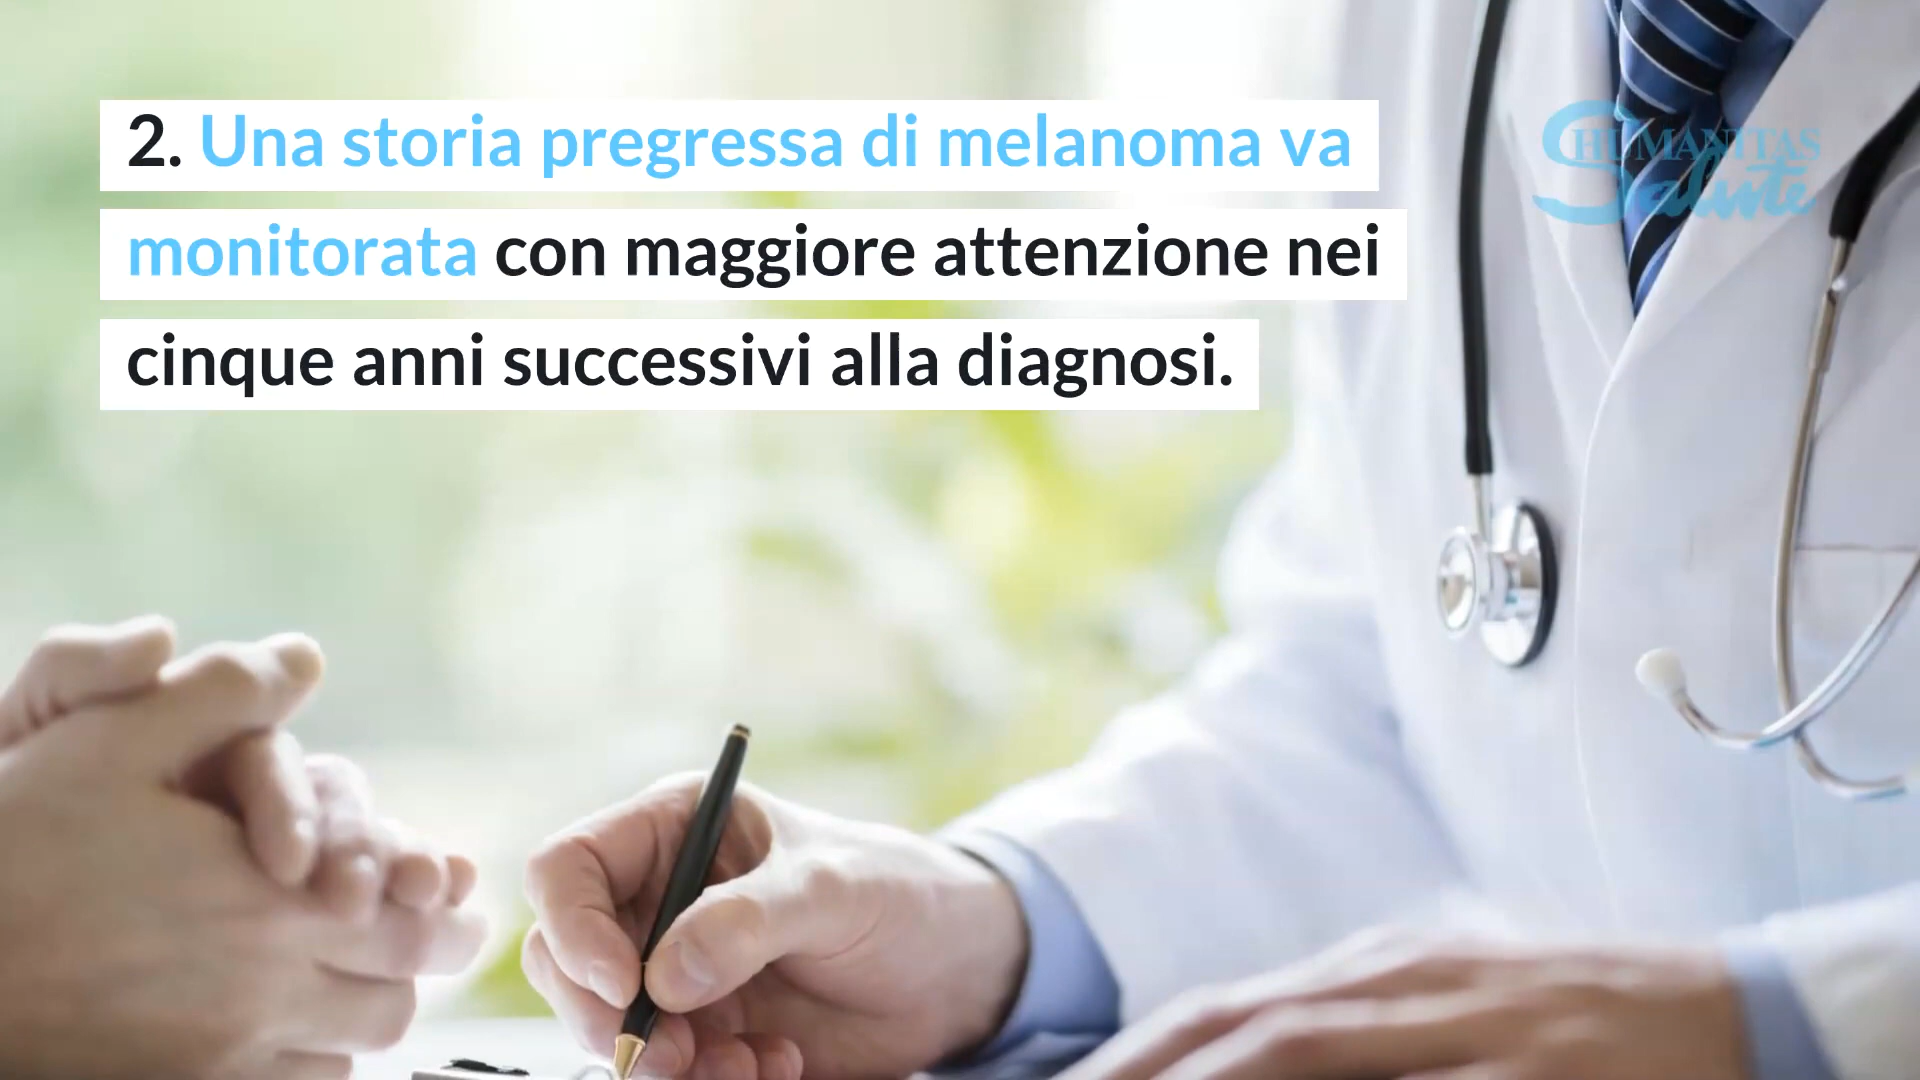 2. Una storia pregressa di melanoma va
monitorata con maggiore attenzione nei
cinque anni successivi alla diagnosi.
HUMANITAS
Salute